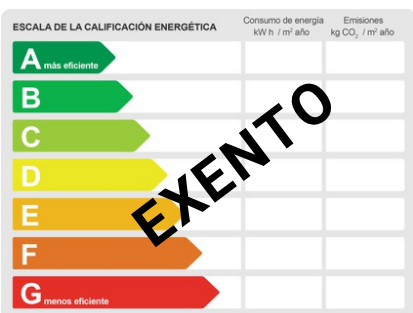 ESCALA DE LA CALIFICACIÓN ENERGÉTICA
Consumo de energía
kW h / m² año
Emisiones
kg CO₂ / m² año
A más eficiente
B
C
D
E
F
G menos eficiente
EXENTO